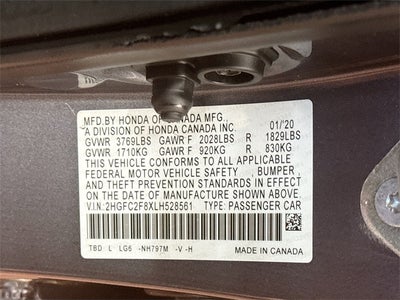 MFD.BY HONDA OF CANADA MFG.,
A DIVISION OF HONDA CANADA INC. 01/'20
GVWR 3769LBS GAWR F 2028LBS R 1829LBS
GVWR 1710KG GAWR F 920KG R 830KG
THIS VEHICLE CONFORMS TO ALL APPLICABLE
FEDERAL MOTOR VEHICLE SAFETY , BUMPER ,
AND THEFT PREVENTION STANDARDS IN EFFECT
ON THE DATE OF MANUFACTURE SHOWN ABOVE.
V.I.N: 2HGFC2F8XLH528561 TYPE: PASSENGER CAR
TBD L LG6 -NH797M -V -H
MADE IN CANADA